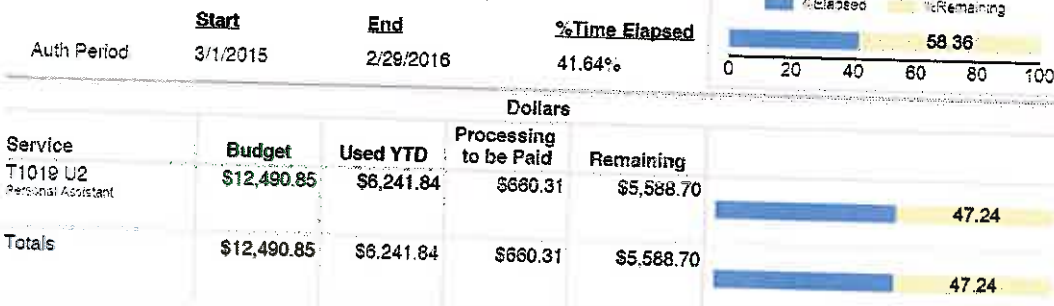 %Elapsed %Remaining
Start End %Time Elapsed
Auth Period 3/1/2015 2/29/2016 41.64%
58.36
0 20 40 60 80 100
Dollars
Service Budget Used YTD Processing to be Paid Remaining
T1019 U2 $12,490.85 $6,241.84 $660.31 $5,588.70
Personal Assistant
47.24
Totals $12,490.85 $6,241.84 $660.31 $5,588.70
47.24